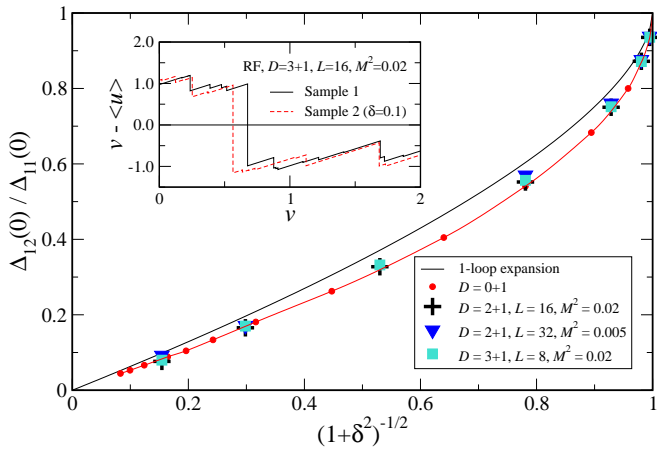 1
0.8
0.6
0.4
0.2
0
Δ12(0) / Δ11(0)
0
0.2
0.4
0.6
0.8
1
(1+δ²)^-1/2
2.0
1.0
0.0
-1.0
v - <u>
0
1
2
v
RF, D=3+1, L=16, M²=0.02
Sample 1
Sample 2 (δ=0.1)
1-loop expansion
D = 0+1
D = 2+1, L = 16, M² = 0.02
D = 2+1, L = 32, M² = 0.005
D = 3+1, L = 8, M² = 0.02